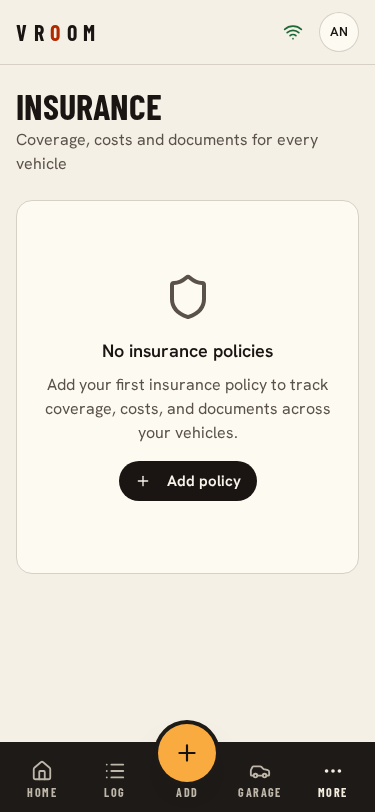 VROOM
AN
INSURANCE
Coverage, costs and documents for every
vehicle
No insurance policies
Add your first insurance policy to track
coverage, costs, and documents across
your vehicles.
Add policy
HOME
LOG
ADD
GARAGE
MORE